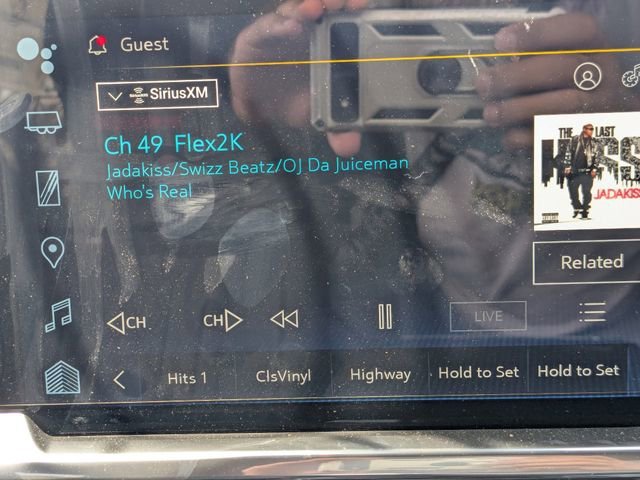 Guest
SiriusXM
SiriusXM
Ch 49 Flex2K
Jadakiss/Swizz Beatz/OJ Da Juiceman
Who's Real
THE LAST
JADAKISS
Related
CH
CH
LIVE
Hits 1
ClsVinyl
Highway
Hold to Set
Hold to Set